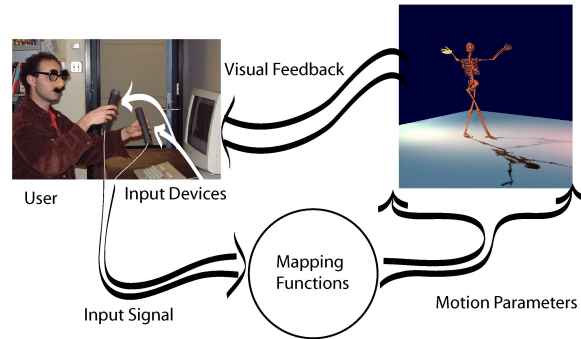 Visual Feedback
User
Input Devices
Mapping
Functions
Input Signal
Motion Parameters